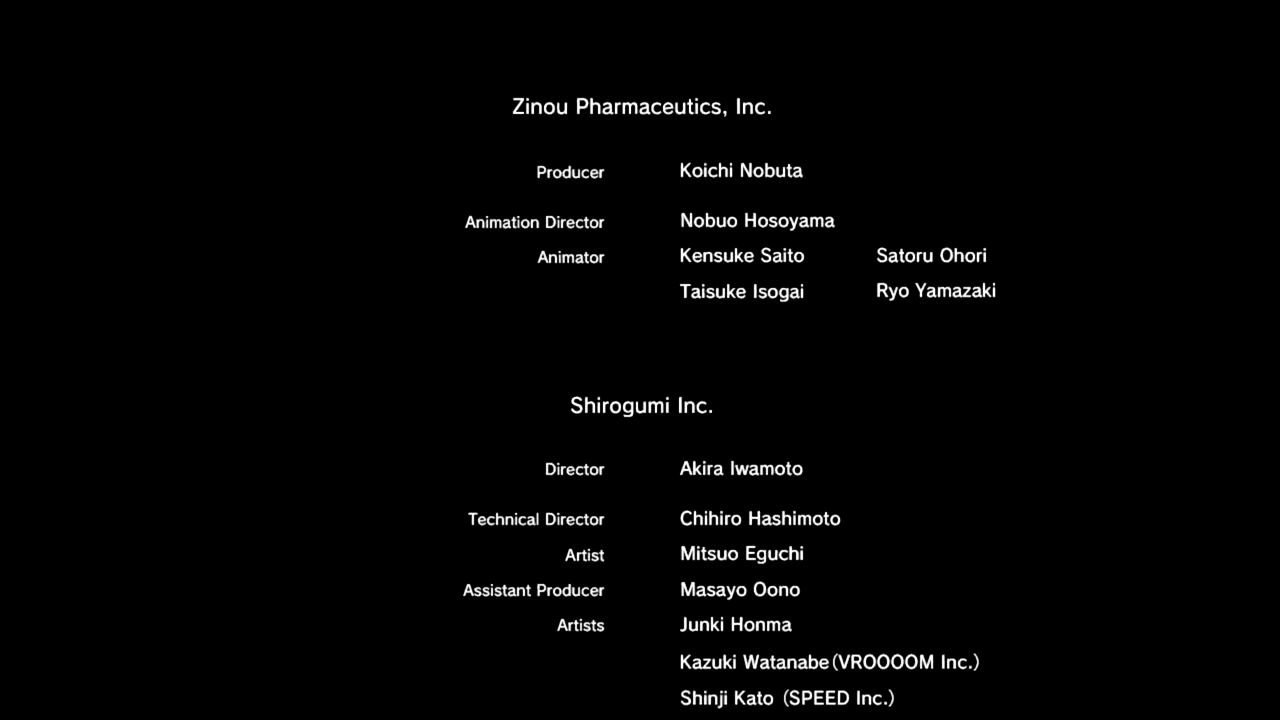 Zinou Pharmaceutics, Inc.
Producer Koichi Nobuta
Animation Director Nobuo Hosoyama
Animator Kensuke Saito Satoru Ohori
Taisuke Isogai Ryo Yamazaki
Shirogumi Inc.
Director Akira Iwamoto
Technical Director Chihiro Hashimoto
Artist Mitsuo Eguchi
Assistant Producer Masayo Oono
Artists Junki Honma
Kazuki Watanabe(VROOOOM Inc.)
Shinji Kato (SPEED Inc.)